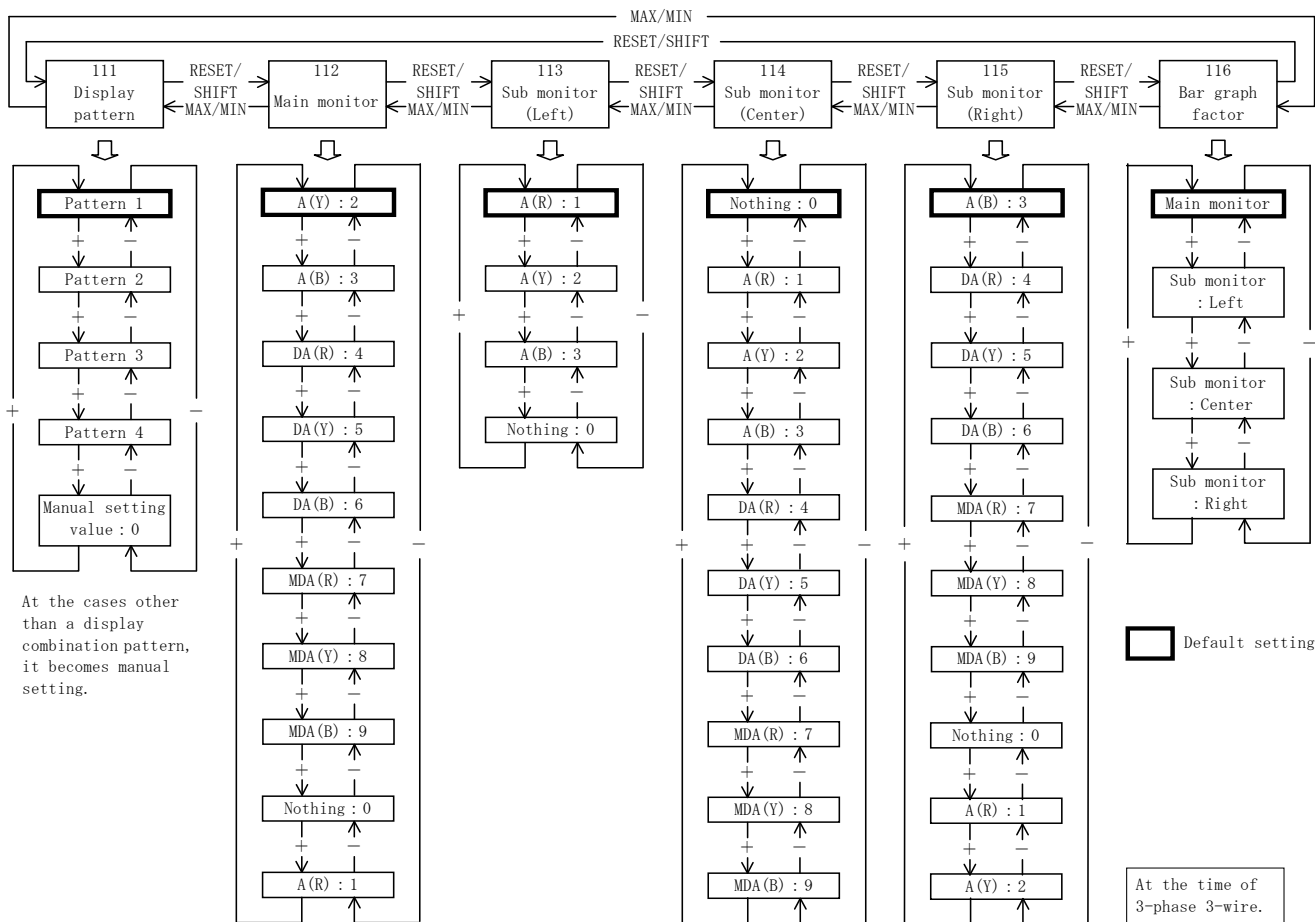 MAX/MIN
RESET/SHIFT
111
Display
pattern
RESET/
SHIFT
MAX/MIN
112
Main monitor
RESET/
SHIFT
MAX/MIN
113
Sub monitor
(Left)
RESET/
SHIFT
MAX/MIN
114
Sub monitor
(Center)
RESET/
SHIFT
MAX/MIN
115
Sub monitor
(Right)
RESET/
SHIFT
MAX/MIN
116
Bar graph
factor
Pattern 1
+ −
Pattern 2
+ −
Pattern 3
+ −
Pattern 4
+ −
Manual setting
value : 0
+ −
At the cases other
than a display
combination pattern,
it becomes manual
setting.
A(Y) : 2
+ −
A(B) : 3
+ −
DA(R) : 4
+ −
DA(Y) : 5
+ −
DA(B) : 6
+ −
MDA(R) : 7
+ −
MDA(Y) : 8
+ −
MDA(B) : 9
+ −
Nothing : 0
+ −
A(R) : 1
+ −
A(R) : 1
+ −
A(Y) : 2
+ −
A(B) : 3
+ −
Nothing : 0
+ −
Nothing : 0
+ −
A(R) : 1
+ −
A(Y) : 2
+ −
A(B) : 3
+ −
DA(R) : 4
+ −
DA(Y) : 5
+ −
DA(B) : 6
+ −
MDA(R) : 7
+ −
MDA(Y) : 8
+ −
MDA(B) : 9
+ −
A(B) : 3
+ −
DA(R) : 4
+ −
DA(Y) : 5
+ −
DA(B) : 6
+ −
MDA(R) : 7
+ −
MDA(Y) : 8
+ −
MDA(B) : 9
+ −
Nothing : 0
+ −
A(R) : 1
+ −
A(Y) : 2
+ −
Main monitor
+ −
Sub monitor
: Left
+ −
Sub monitor
: Center
+ −
Sub monitor
: Right
+ −
Default setting
At the time of
3-phase 3-wire.